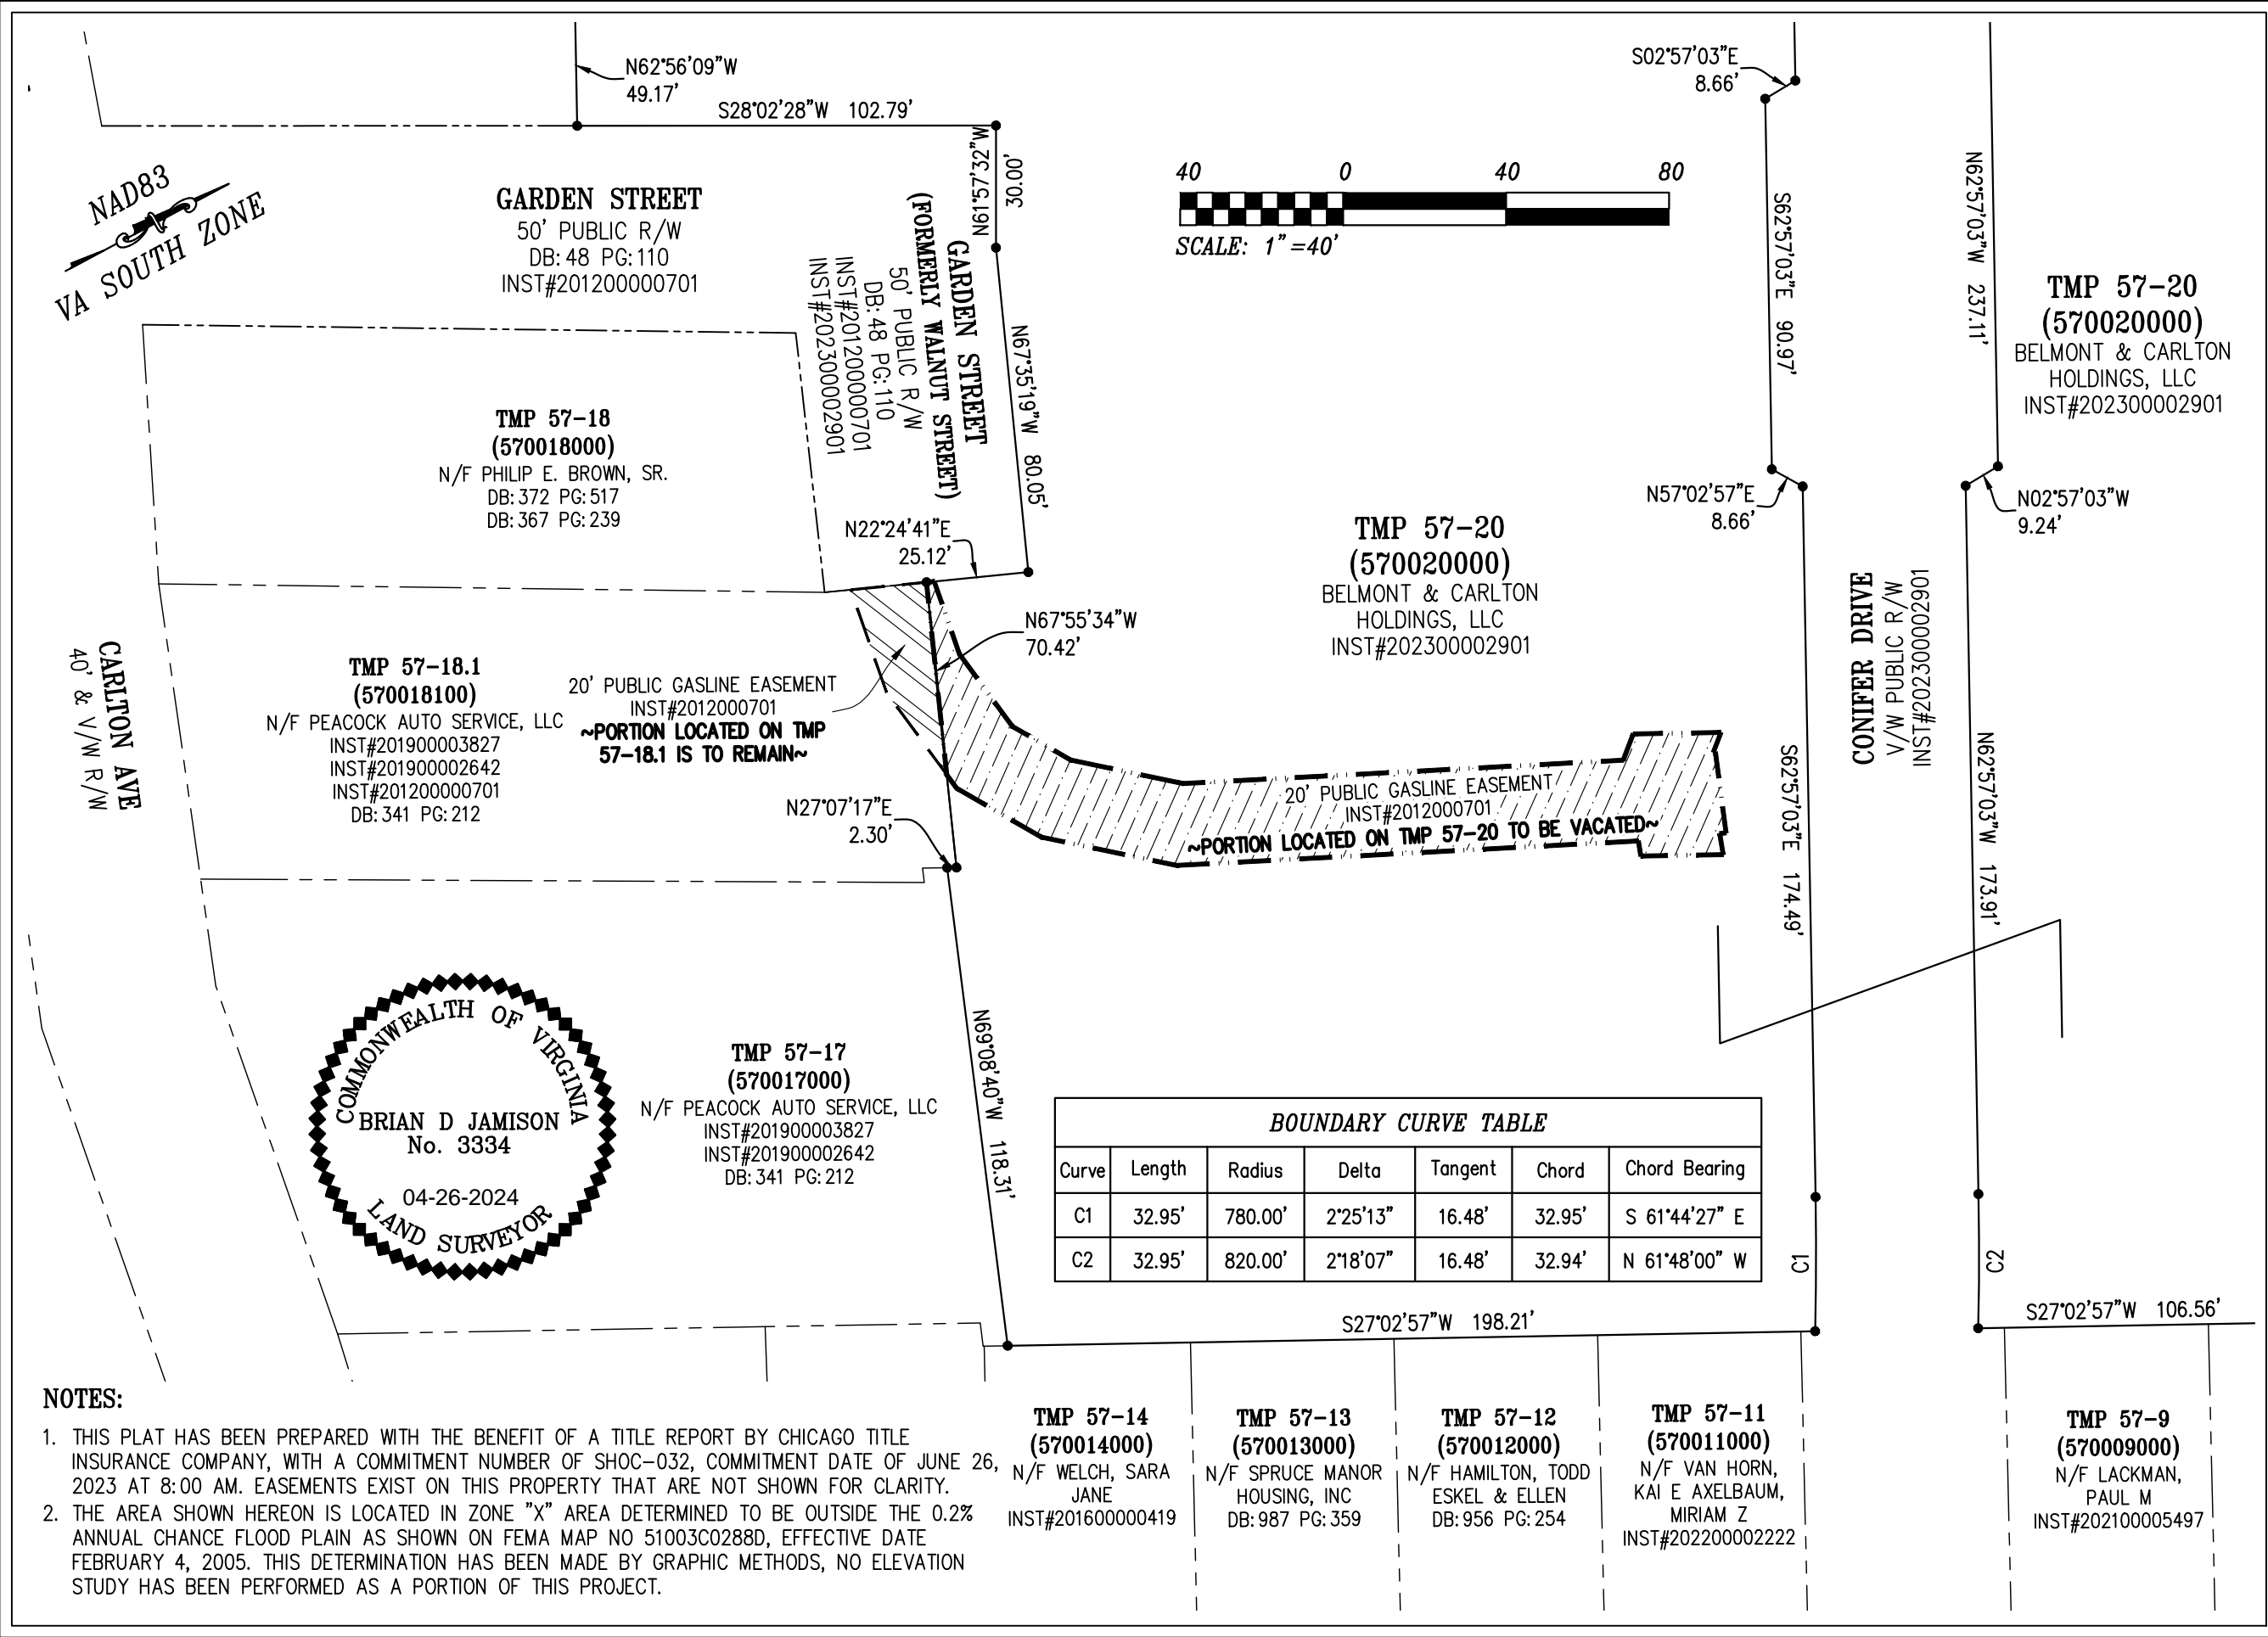 N62°56'09"W
49.17'
S28°02'28"W 102.79'
S02°57'03"E
8.66'
NAD83
VA SOUTH ZONE
GARDEN STREET
50' PUBLIC R/W
DB: 48 PG: 110
INST#201200000701
N61°57'32"W
30.00'
GARDEN STREET
(FORMERLY WALNUT STREET)
50' PUBLIC R/W
DB: 48 PG: 110
INST#201200000701
INST#202300002901
N67°35'19"W 80.05'
40 0 40 80
SCALE: 1"=40'
S62°57'03"E 90.97'
N62°57'03"W 237.11'
TMP 57-20
(570020000)
BELMONT & CARLTON
HOLDINGS, LLC
INST#202300002901
TMP 57-18
(570018000)
N/F PHILIP E. BROWN, SR.
DB: 372 PG: 517
DB: 367 PG: 239
N22°24'41"E
25.12'
N57°02'57"E
8.66'
N02°57'03"W
9.24'
TMP 57-20
(570020000)
BELMONT & CARLTON
HOLDINGS, LLC
INST#202300002901
CONIFER DRIVE
V/W PUBLIC R/W
INST#202300002901
N67°55'34"W
70.42'
CARLTON AVE
40' & V/W R/W
TMP 57-18.1
(570018100)
N/F PEACOCK AUTO SERVICE, LLC
INST#201900003827
INST#201900002642
INST#201200000701
DB: 341 PG: 212
20' PUBLIC GASLINE EASEMENT
INST#2012000701
~PORTION LOCATED ON TMP
57-18.1 IS TO REMAIN~
20' PUBLIC GASLINE EASEMENT
INST#2012000701
~PORTION LOCATED ON TMP 57-20 TO BE VACATED~
N27°07'17"E
2.30'
S62°57'03"E 174.49'
N62°57'03"W 173.91'
COMMONWEALTH OF VIRGINIA
BRIAN D JAMISON
No. 3334
04-26-2024
LAND SURVEYOR
TMP 57-17
(570017000)
N/F PEACOCK AUTO SERVICE, LLC
INST#201900003827
INST#201900002642
DB: 341 PG: 212
N69°08'40"W 118.31'
BOUNDARY CURVE TABLE
Curve Length Radius Delta Tangent Chord Chord Bearing
C1 32.95' 780.00' 2°25'13" 16.48' 32.95' S 61°44'27" E
C2 32.95' 820.00' 2°18'07" 16.48' 32.94' N 61°48'00" W
C1
C2
S27°02'57"W 198.21'
S27°02'57"W 106.56'
TMP 57-14
(570014000)
N/F WELCH, SARA
JANE
INST#201600000419
TMP 57-13
(570013000)
N/F SPRUCE MANOR
HOUSING, INC
DB: 987 PG: 359
TMP 57-12
(570012000)
N/F HAMILTON, TODD
ESKEL & ELLEN
DB: 956 PG: 254
TMP 57-11
(570011000)
N/F VAN HORN,
KAI E AXELBAUM,
MIRIAM Z
INST#202200002222
TMP 57-9
(570009000)
N/F LACKMAN,
PAUL M
INST#202100005497
NOTES:
1. THIS PLAT HAS BEEN PREPARED WITH THE BENEFIT OF A TITLE REPORT BY CHICAGO TITLE
INSURANCE COMPANY, WITH A COMMITMENT NUMBER OF SHOC-032, COMMITMENT DATE OF JUNE 26,
2023 AT 8:00 AM. EASEMENTS EXIST ON THIS PROPERTY THAT ARE NOT SHOWN FOR CLARITY.
2. THE AREA SHOWN HEREON IS LOCATED IN ZONE "X" AREA DETERMINED TO BE OUTSIDE THE 0.2%
ANNUAL CHANCE FLOOD PLAIN AS SHOWN ON FEMA MAP NO 51003C0288D, EFFECTIVE DATE
FEBRUARY 4, 2005. THIS DETERMINATION HAS BEEN MADE BY GRAPHIC METHODS, NO ELEVATION
STUDY HAS BEEN PERFORMED AS A PORTION OF THIS PROJECT.